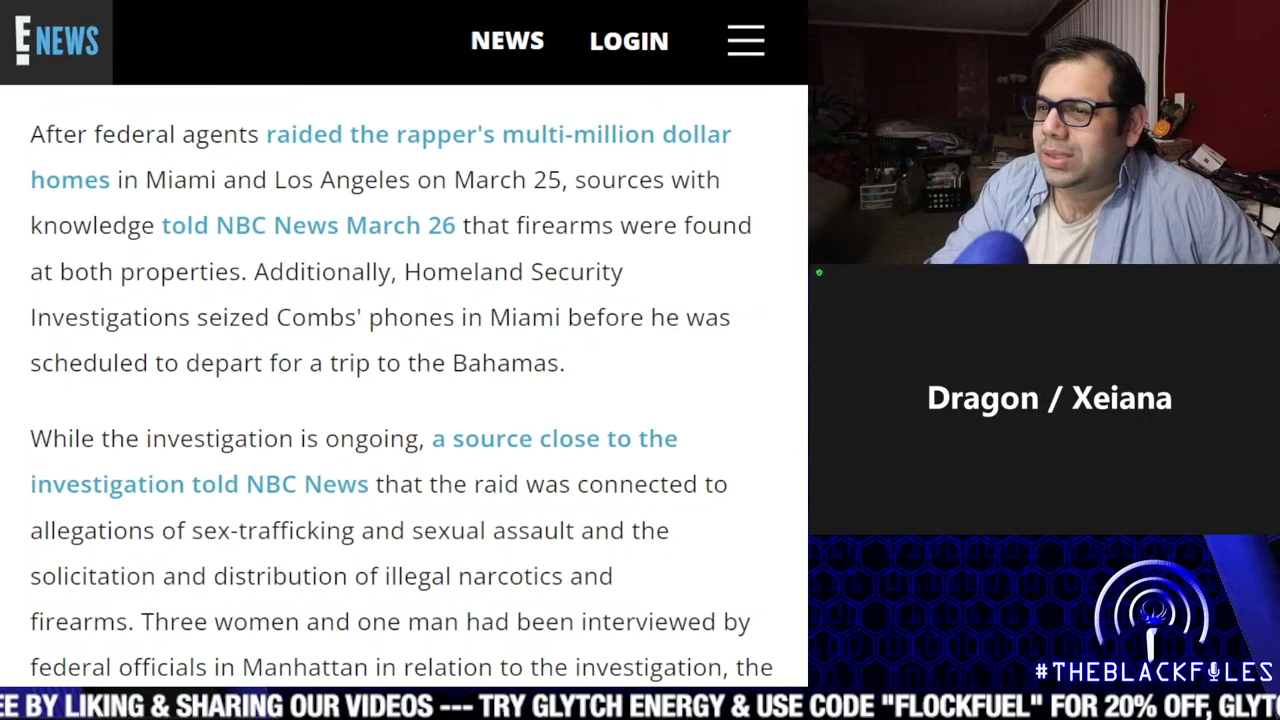 E NEWS
NEWS LOGIN
After federal agents raided the rapper's multi-million dollar
homes in Miami and Los Angeles on March 25, sources with
knowledge told NBC News March 26 that firearms were found
at both properties. Additionally, Homeland Security
Investigations seized Combs' phones in Miami before he was
scheduled to depart for a trip to the Bahamas.
While the investigation is ongoing, a source close to the
investigation told NBC News that the raid was connected to
allegations of sex-trafficking and sexual assault and the
solicitation and distribution of illegal narcotics and
firearms. Three women and one man had been interviewed by
federal officials in Manhattan in relation to the investigation, the
Dragon / Xeiana
#THEBLACKFILES
EE BY LIKING & SHARING OUR VIDEOS --- TRY GLYTCH ENERGY & USE CODE "FLOCKFUEL" FOR 20% OFF, GLYT